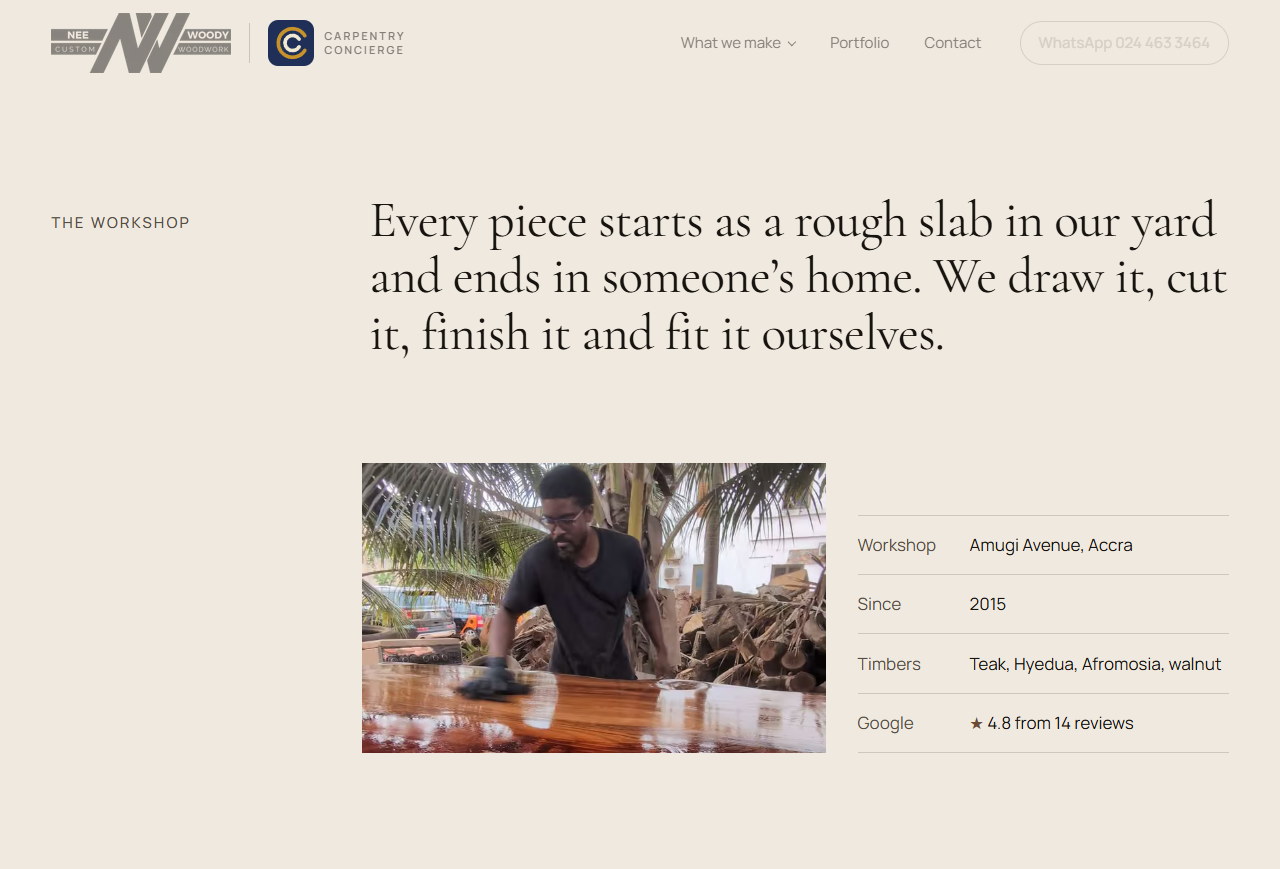 NEE WOODY
CUSTOM WOODWORK
CARPENTRY
CONCIERGE
What we make
Portfolio
Contact
WhatsApp 024 463 3464
THE WORKSHOP
Every piece starts as a rough slab in our yard
and ends in someone’s home. We draw it, cut
it, finish it and fit it ourselves.
Workshop Amugi Avenue, Accra
Since 2015
Timbers Teak, Hyedua, Afromosia, walnut
Google ★ 4.8 from 14 reviews